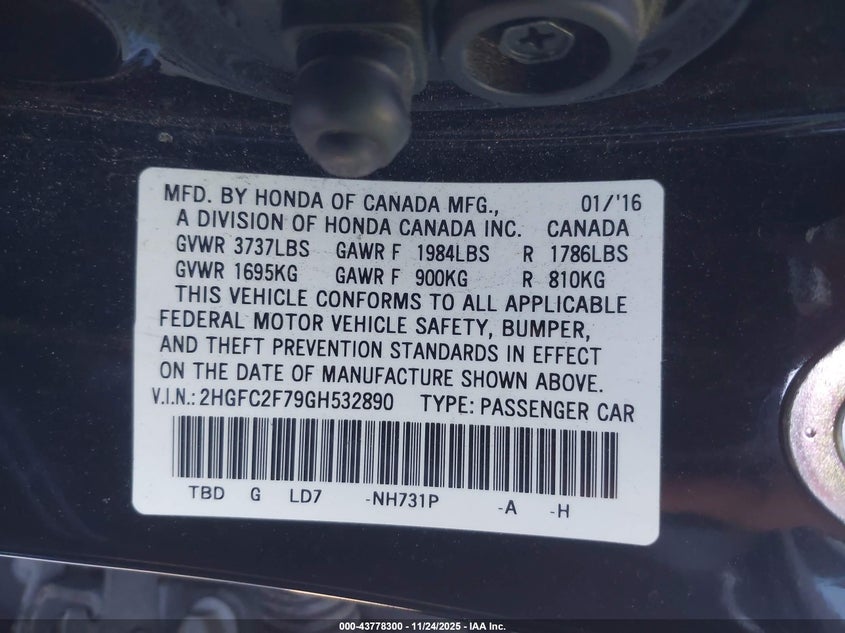 MFD. BY HONDA OF CANADA MFG., 01/'16
A DIVISION OF HONDA CANADA INC. CANADA
GVWR 3737LBS GAWR F 1984LBS R 1786LBS
GVWR 1695KG GAWR F 900KG R 810KG
THIS VEHICLE CONFORMS TO ALL APPLICABLE
FEDERAL MOTOR VEHICLE SAFETY, BUMPER,
AND THEFT PREVENTION STANDARDS IN EFFECT
ON THE DATE OF MANUFACTURE SHOWN ABOVE.
V.I.N.: 2HGFC2F79GH532890 TYPE: PASSENGER CAR
TBD G LD7 -NH731P -A -H
000-43778300 - 11/24/2025 - IAA Inc.